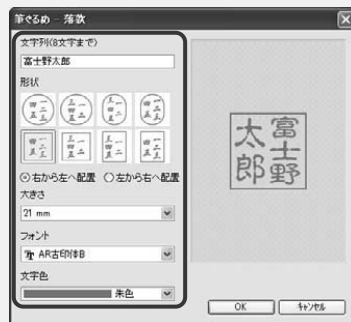 筆ぐるめ - 落款
文字列(8文字まで)
富士野太郎
形状
右から左へ配置 左から右へ配置
大きさ
21 mm
フォント
AR古印体B
文字色
朱色
富士野
太郎
OK キャンセル